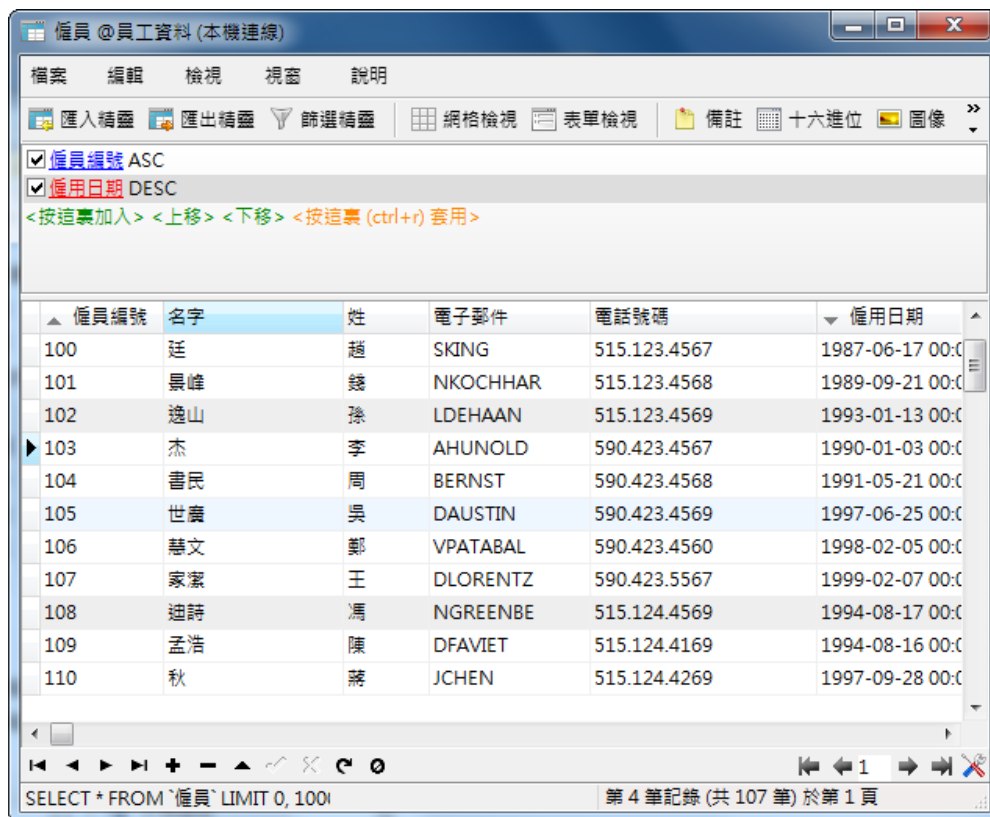 僱員 @員工資料 (本機連線)
檔案 編輯 檢視 視窗 說明
匯入精靈 匯出精靈 篩選精靈 網格檢視 表單檢視 備註 十六進位 圖像
僱員編號 ASC
僱用日期 DESC
<按這裏加入> <上移> <下移> <按這裏 (ctrl+r) 套用>
僱員編號 名字 姓 電子郵件 電話號碼 僱用日期
100 廷 趙 SKING 515.123.4567 1987-06-17 00:0
101 景峰 錢 NKOCHHAR 515.123.4568 1989-09-21 00:0
102 逸山 孫 LDEHAAN 515.123.4569 1993-01-13 00:0
103 杰 李 AHUNOLD 590.423.4567 1990-01-03 00:0
104 書民 周 BERNST 590.423.4568 1991-05-21 00:0
105 世廣 吳 DAUSTIN 590.423.4569 1997-06-25 00:0
106 慧文 鄭 VPATABAL 590.423.4560 1998-02-05 00:0
107 家潔 王 DLORENTZ 590.423.5567 1999-02-07 00:0
108 迪詩 馮 NGREENBE 515.124.4569 1994-08-17 00:0
109 孟浩 陳 DFAVIET 515.124.4169 1994-08-16 00:0
110 秋 蔣 JCHEN 515.124.4269 1997-09-28 00:0
1
SELECT * FROM `僱員` LIMIT 0, 100 第 4 筆記錄 (共 107 筆) 於第 1 頁